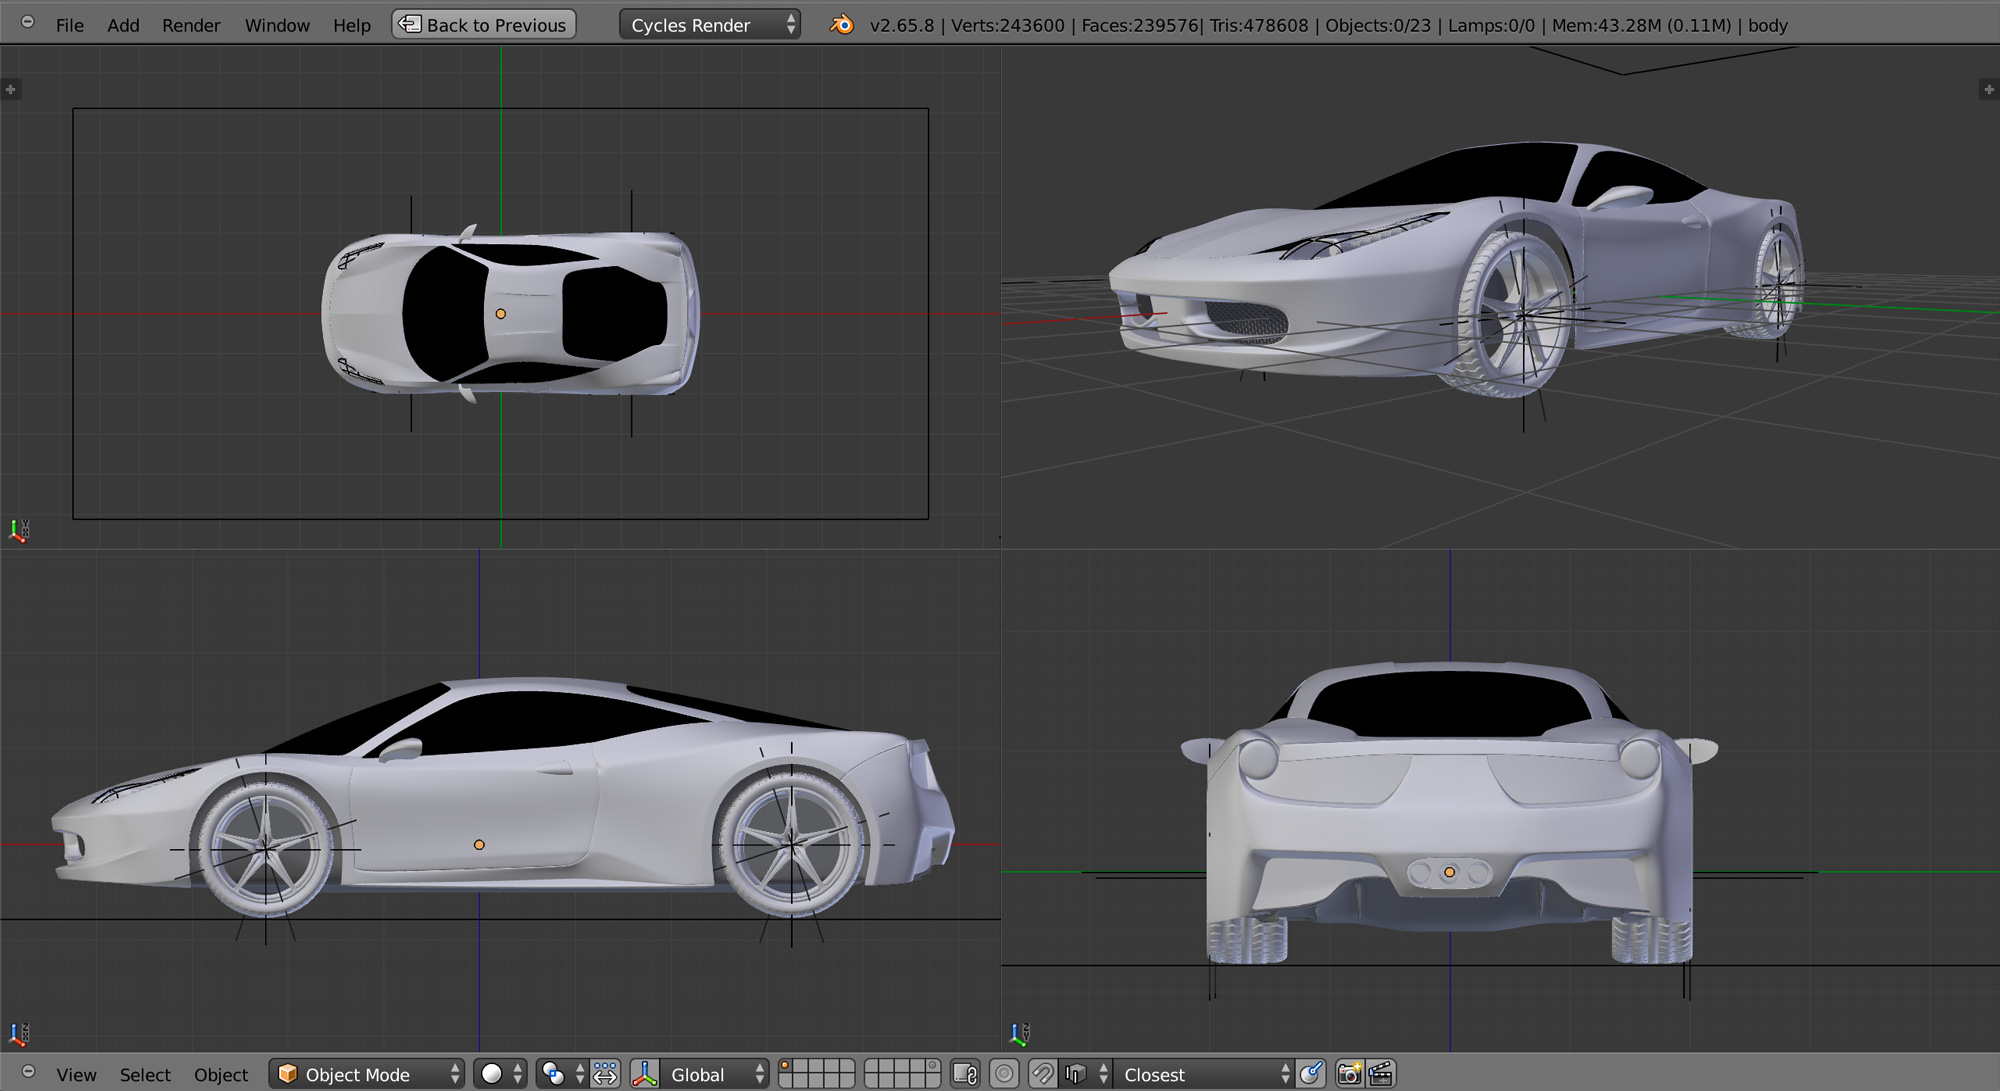 File Add Render Window Help Back to Previous Cycles Render v2.65.8 | Verts:243600 | Faces:239576| Tris:478608 | Objects:0/23 | Lamps:0/0 | Mem:43.28M (0.11M) | body
View Select Object Object Mode Global Closest